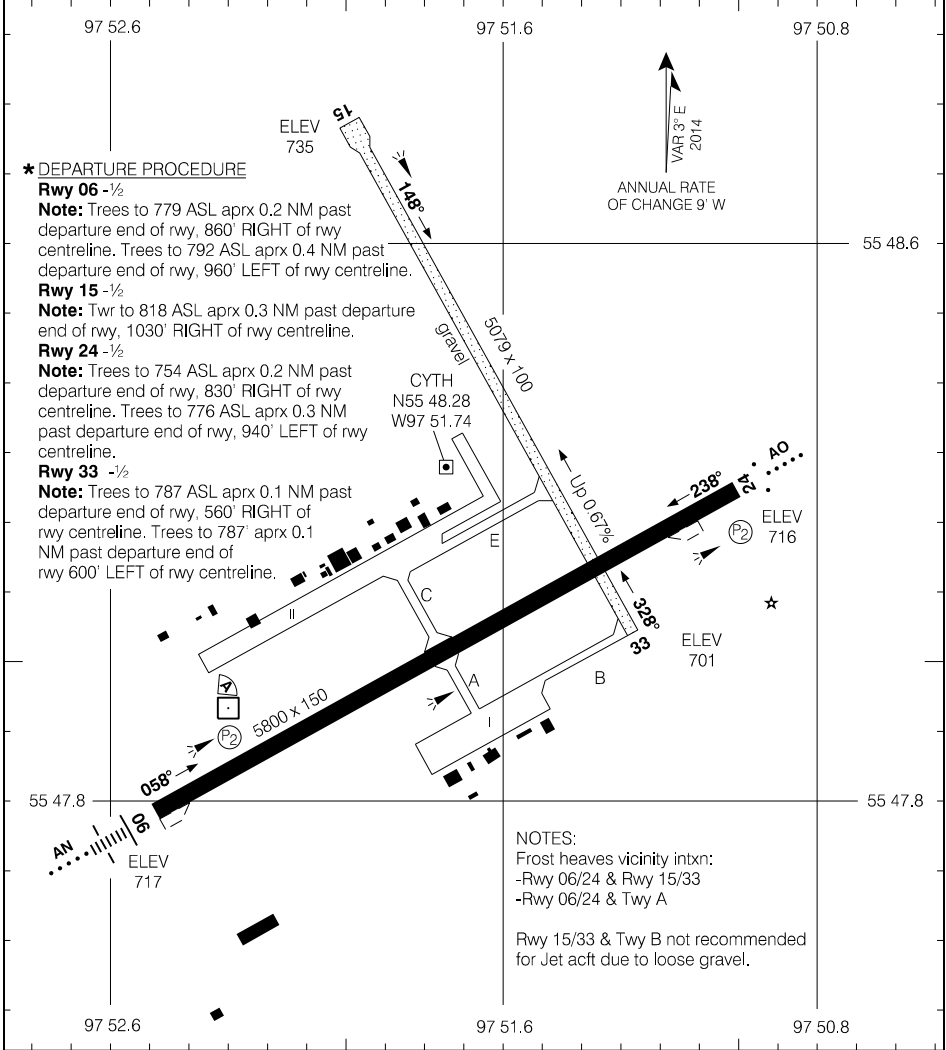 97 52.6
97 51.6
97 50.8
15
ELEV
735
VAR 3° E
2014
ANNUAL RATE
OF CHANGE 9' W
* DEPARTURE PROCEDURE
Rwy 06 -½
Note: Trees to 779 ASL aprx 0.2 NM past
departure end of rwy, 860' RIGHT of rwy
centreline. Trees to 792 ASL aprx 0.4 NM past
departure end of rwy, 960' LEFT of rwy centreline.
Rwy 15 -½
Note: Twr to 818 ASL aprx 0.3 NM past departure
end of rwy, 1030' RIGHT of rwy centreline.
Rwy 24 -½
Note: Trees to 754 ASL aprx 0.2 NM past
departure end of rwy, 830' RIGHT of rwy
centreline. Trees to 776 ASL aprx 0.3 NM
past departure end of rwy, 940' LEFT of rwy
centreline.
Rwy 33 -½
Note: Trees to 787 ASL aprx 0.1 NM past
departure end of rwy, 560' RIGHT of
rwy centreline. Trees to 787' aprx 0.1
NM past departure end of
rwy 600' LEFT of rwy centreline.
148°
55 48.6
gravel
5079 x 100
CYTH
N55 48.28
W97 51.74
Up 0.67%
238°
24
AO
P2
ELEV
716
E
C
II
328°
33
ELEV
701
A
B
I
A
P2
5800 x 150
058°
06
AN
ELEV
717
55 47.8
55 47.8
NOTES:
Frost heaves vicinity intxn:
-Rwy 06/24 & Rwy 15/33
-Rwy 06/24 & Twy A
Rwy 15/33 & Twy B not recommended
for Jet acft due to loose gravel.
97 52.6
97 51.6
97 50.8